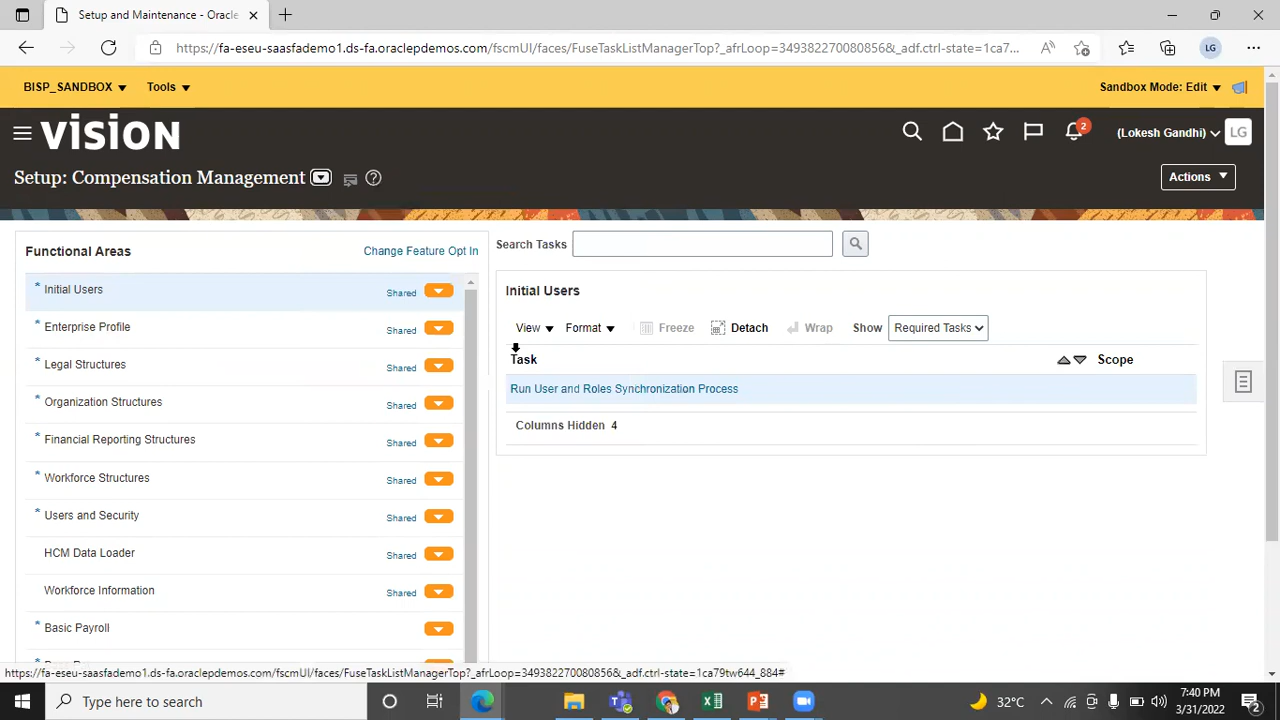 Setup and Maintenance - Oracle
https://fa-eseu-saasfademo1.ds-fa.oraclepdemos.com/fscmUI/faces/FuseTaskListManagerTop?_afrLoop=349382270080856&_adf.ctrl-state=1ca7...
LG
BISP_SANDBOX Tools Sandbox Mode: Edit
VISION 2 (Lokesh Gandhi) LG
Setup: Compensation Management Actions
Functional Areas Change Feature Opt In Search Tasks
* Initial Users Shared
Initial Users
* Enterprise Profile Shared
View Format Freeze Detach Wrap Show Required Tasks
* Legal Structures Shared
Task Scope
Run User and Roles Synchronization Process
* Organization Structures Shared
Columns Hidden 4
* Financial Reporting Structures Shared
* Workforce Structures Shared
* Users and Security Shared
HCM Data Loader Shared
Workforce Information Shared
* Basic Payroll
https://fa-eseu-saasfademo1.ds-fa.oraclepdemos.com/fscmUI/faces/FuseTaskListManagerTop?_afrLoop=3493822700808056&_adf.ctrl-state=1ca79tw644_884#
Type here to search 32°C 7:40 PM
3/31/2022 2